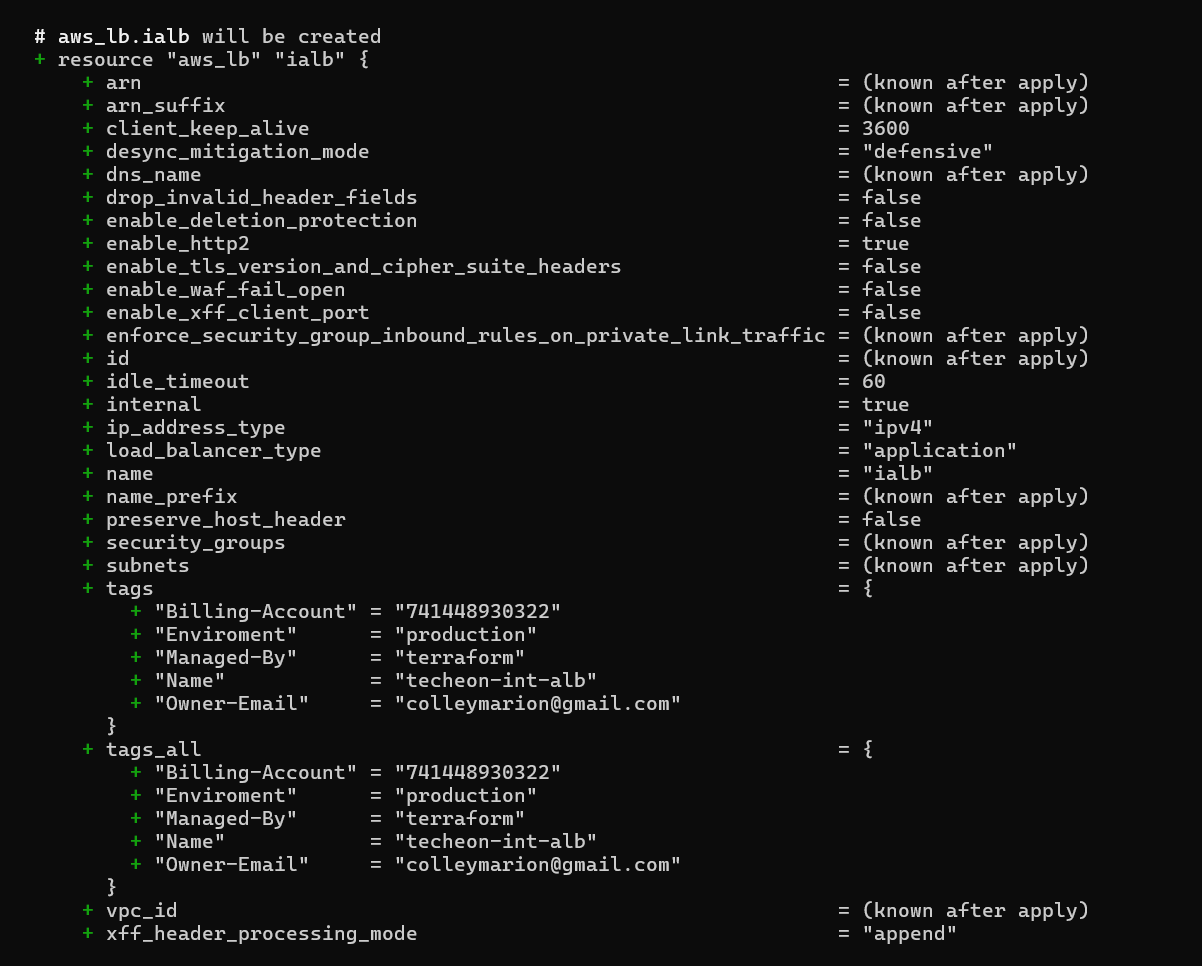 # aws_lb.ialb will be created
+ resource "aws_lb" "ialb" {
+ arn = (known after apply)
+ arn_suffix = (known after apply)
+ client_keep_alive = 3600
+ desync_mitigation_mode = "defensive"
+ dns_name = (known after apply)
+ drop_invalid_header_fields = false
+ enable_deletion_protection = false
+ enable_http2 = true
+ enable_tls_version_and_cipher_suite_headers = false
+ enable_waf_fail_open = false
+ enable_xff_client_port = false
+ enforce_security_group_inbound_rules_on_private_link_traffic = (known after apply)
+ id = (known after apply)
+ idle_timeout = 60
+ internal = true
+ ip_address_type = "ipv4"
+ load_balancer_type = "application"
+ name = "ialb"
+ name_prefix = (known after apply)
+ preserve_host_header = false
+ security_groups = (known after apply)
+ subnets = (known after apply)
+ tags = {
+ "Billing-Account" = "741448930322"
+ "Enviroment" = "production"
+ "Managed-By" = "terraform"
+ "Name" = "techeon-int-alb"
+ "Owner-Email" = "colleymarion@gmail.com"
}
+ tags_all = {
+ "Billing-Account" = "741448930322"
+ "Enviroment" = "production"
+ "Managed-By" = "terraform"
+ "Name" = "techeon-int-alb"
+ "Owner-Email" = "colleymarion@gmail.com"
}
+ vpc_id = (known after apply)
+ xff_header_processing_mode = "append"